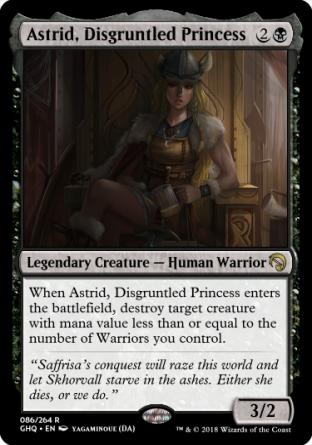 Astrid, Disgruntled Princess 2
Legendary Creature — Human Warrior
When Astrid, Disgruntled Princess enters
the battlefield, destroy target creature
with mana value less than or equal to the
number of Warriors you control.
“Saffrisa’s conquest will raze this world and
let Skhorvall starve in the ashes. Either she
dies, or we do.”
3/2
086/264 R
GHQ • EN YAGAMINOUE (DA)
™ & © 2018 Wizards of the Coast